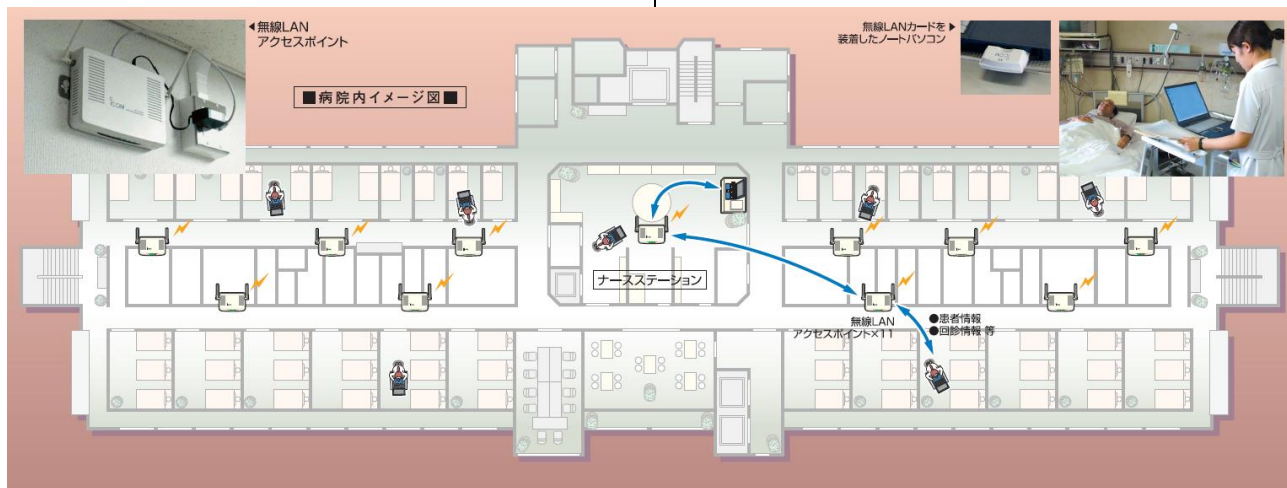 ◀無線LAN
アクセスポイント
無線LANカードを▶
装着したノートパソコン
■病院内イメージ図■
ICOM
ナースステーション
無線LAN
アクセスポイント×11
●患者情報
●回診情報 等